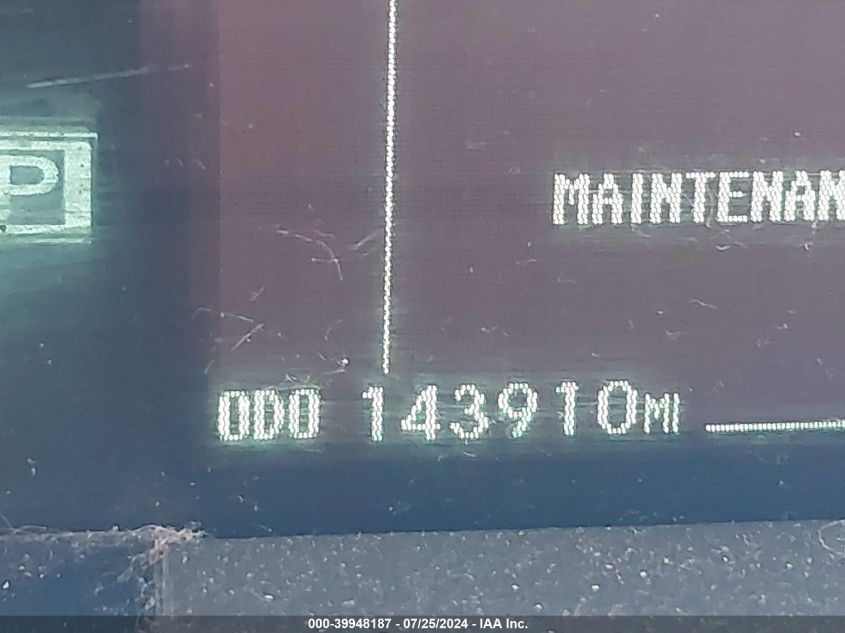 P
MAINTENAN
ODO 143910MI
000-39948187 - 07/25/2024 - IAA Inc.